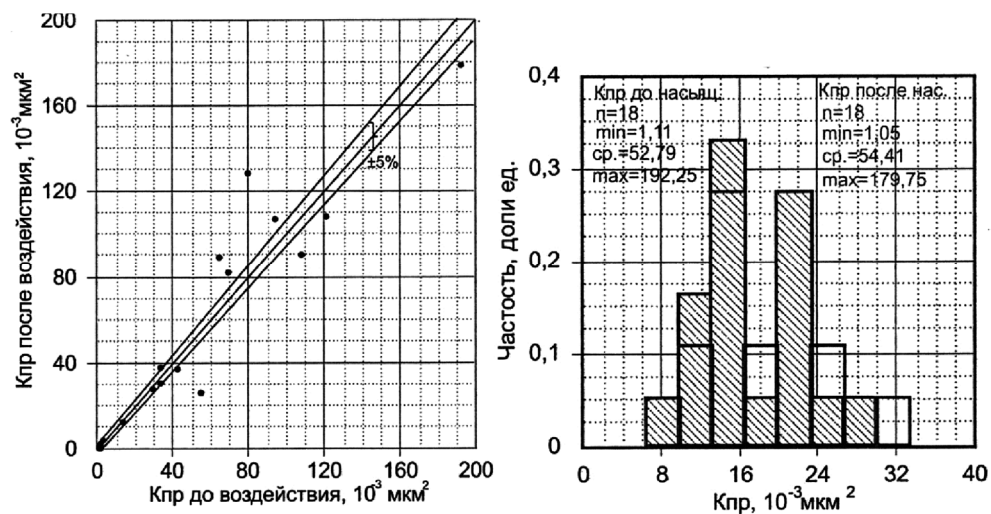 Кпр после воздействия, 10⁻³мкм²
200
160
120
80
40
0
±5%
0
40
80
120
160
200
Кпр до воздействия, 10³ мкм²
Частость, доли ед.
0,4
0,3
0,2
0,1
0
Кпр до насыщ.
n=18
min=1,11
ср.=52,79
max=192,25
Кпр после нас.
n=18
min=1,05
ср.=54,41
max=179,75
0
8
16
24
32
40
Кпр, 10⁻³мкм ²